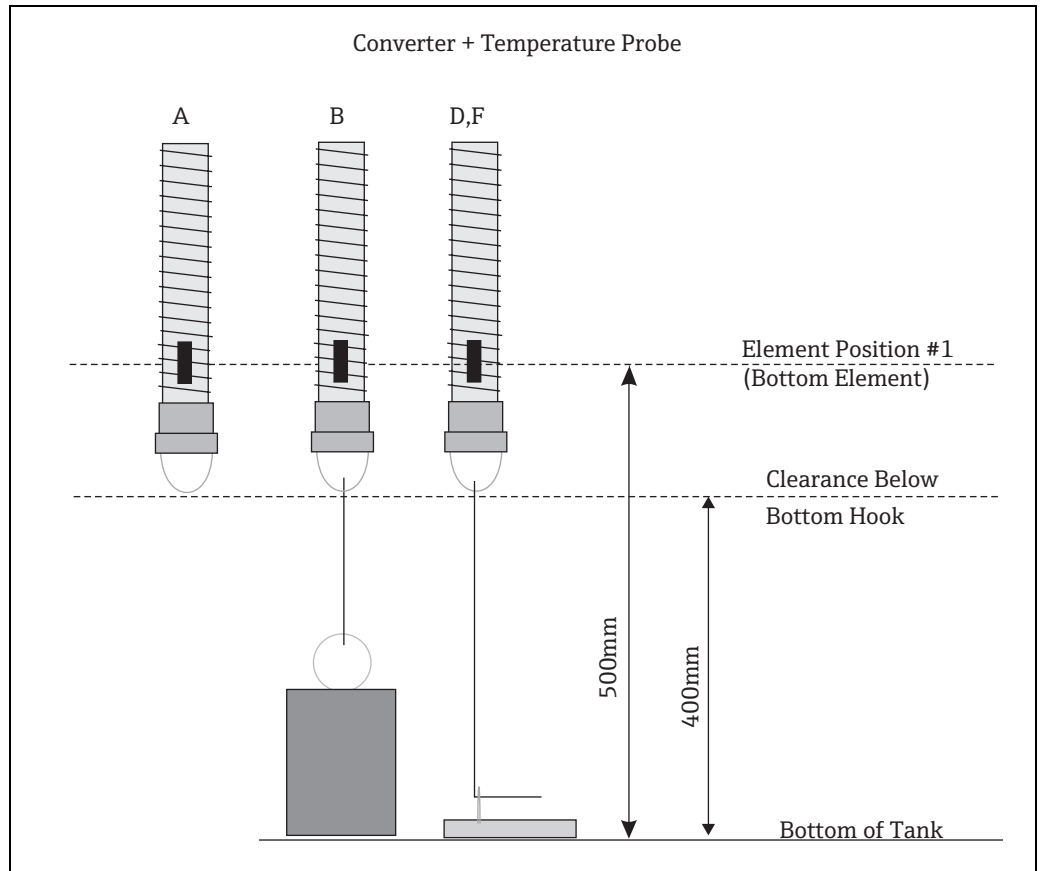 Converter + Temperature Probe
A
B
D,F
Element Position #1
(Bottom Element)
Clearance Below
Bottom Hook
500mm
400mm
Bottom of Tank